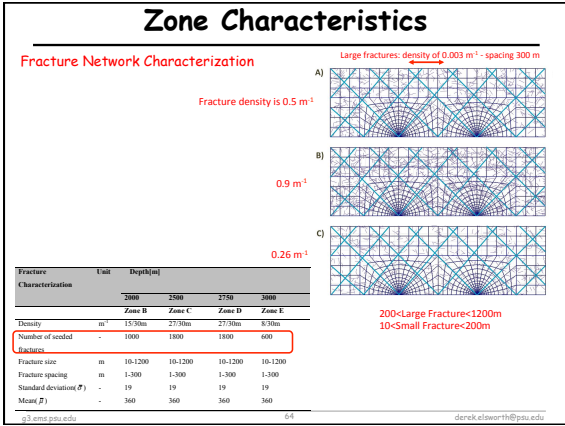 Zone Characteristics
Fracture Network Characterization
Large fractures: density of 0.003 m⁻¹ - spacing 300 m
A)
Fracture density is 0.5 m⁻¹
B)
0.9 m⁻¹
C)
0.26 m⁻¹
200<Large Fracture<1200m
10<Small Fracture<200m
Fracture Characterization Unit Depth[m]
2000 2500 2750 3000
Zone B Zone C Zone D Zone E
Density m⁻¹ 15/30m 27/30m 27/30m 8/30m
Number of seeded fractures - 1000 1800 1800 600
Fracture size m 10-1200 10-1200 10-1200 10-1200
Fracture spacing m 1-300 1-300 1-300 1-300
Standard deviation(σ̄) - 19 19 19 19
Mean(μ̄) - 360 360 360 360
g3.ems.psu.edu 64 derek.elsworth@psu.edu